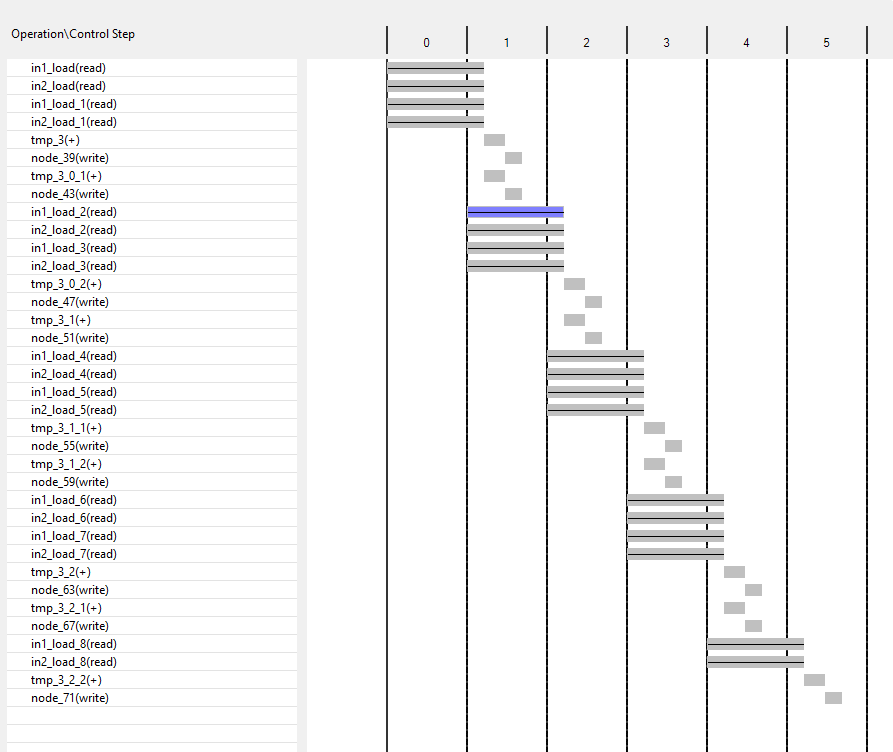 Operation\Control Step 0 1 2 3 4 5
in1_load(read)
in2_load(read)
in1_load_1(read)
in2_load_1(read)
tmp_3(+)
node_39(write)
tmp_3_0_1(+)
node_43(write)
in1_load_2(read)
in2_load_2(read)
in1_load_3(read)
in2_load_3(read)
tmp_3_0_2(+)
node_47(write)
tmp_3_1(+)
node_51(write)
in1_load_4(read)
in2_load_4(read)
in1_load_5(read)
in2_load_5(read)
tmp_3_1_1(+)
node_55(write)
tmp_3_1_2(+)
node_59(write)
in1_load_6(read)
in2_load_6(read)
in1_load_7(read)
in2_load_7(read)
tmp_3_2(+)
node_63(write)
tmp_3_2_1(+)
node_67(write)
in1_load_8(read)
in2_load_8(read)
tmp_3_2_2(+)
node_71(write)